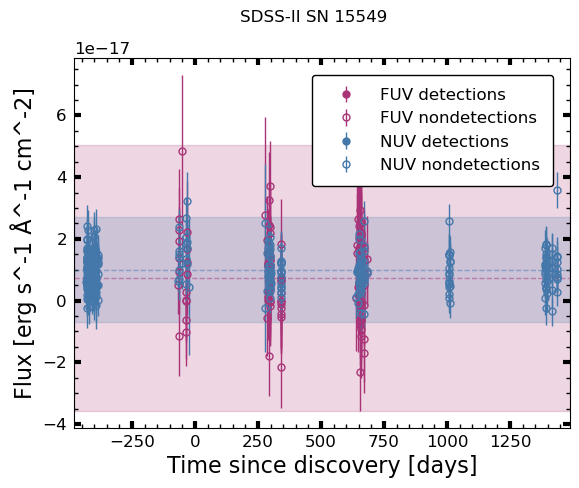 SDSS-II SN 15549
1e−17
FUV detections
FUV nondetections
NUV detections
NUV nondetections
6
4
2
0
−2
−4
Flux [erg s^-1 Å^-1 cm^-2]
−250 0 250 500 750 1000 1250
Time since discovery [days]